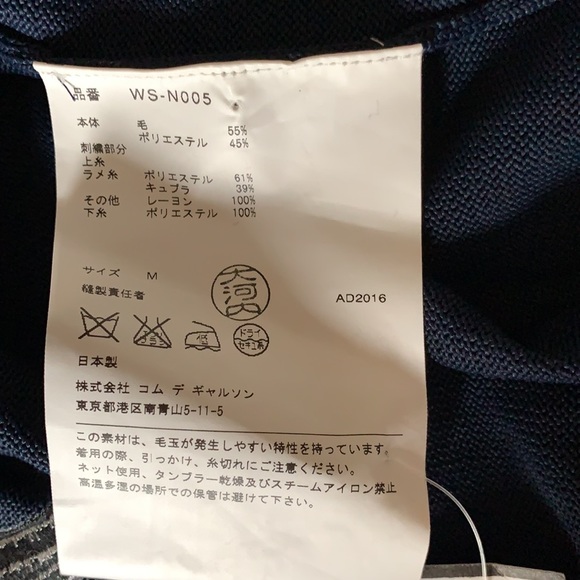 品番 WS-N005
本体 毛 55%
ポリエステル 45%
刺繍部分
上糸
ラメ糸 ポリエステル 61%
キュプラ 39%
その他 レーヨン 100%
下糸 ポリエステル 100%
サイズ M
縫製責任者 大河内
AD2016
低 ドライ
セキユ系
日本製
株式会社 コム デ ギャルソン
東京都港区南青山5-11-5
この素材は、毛玉が発生しやすい特性を持っています。
着用の際、引っかけ、糸切れにご注意ください。
ネット使用、タンブラー乾燥及びスチームアイロン禁止
高温多湿の場所での保管は避けて下さい。